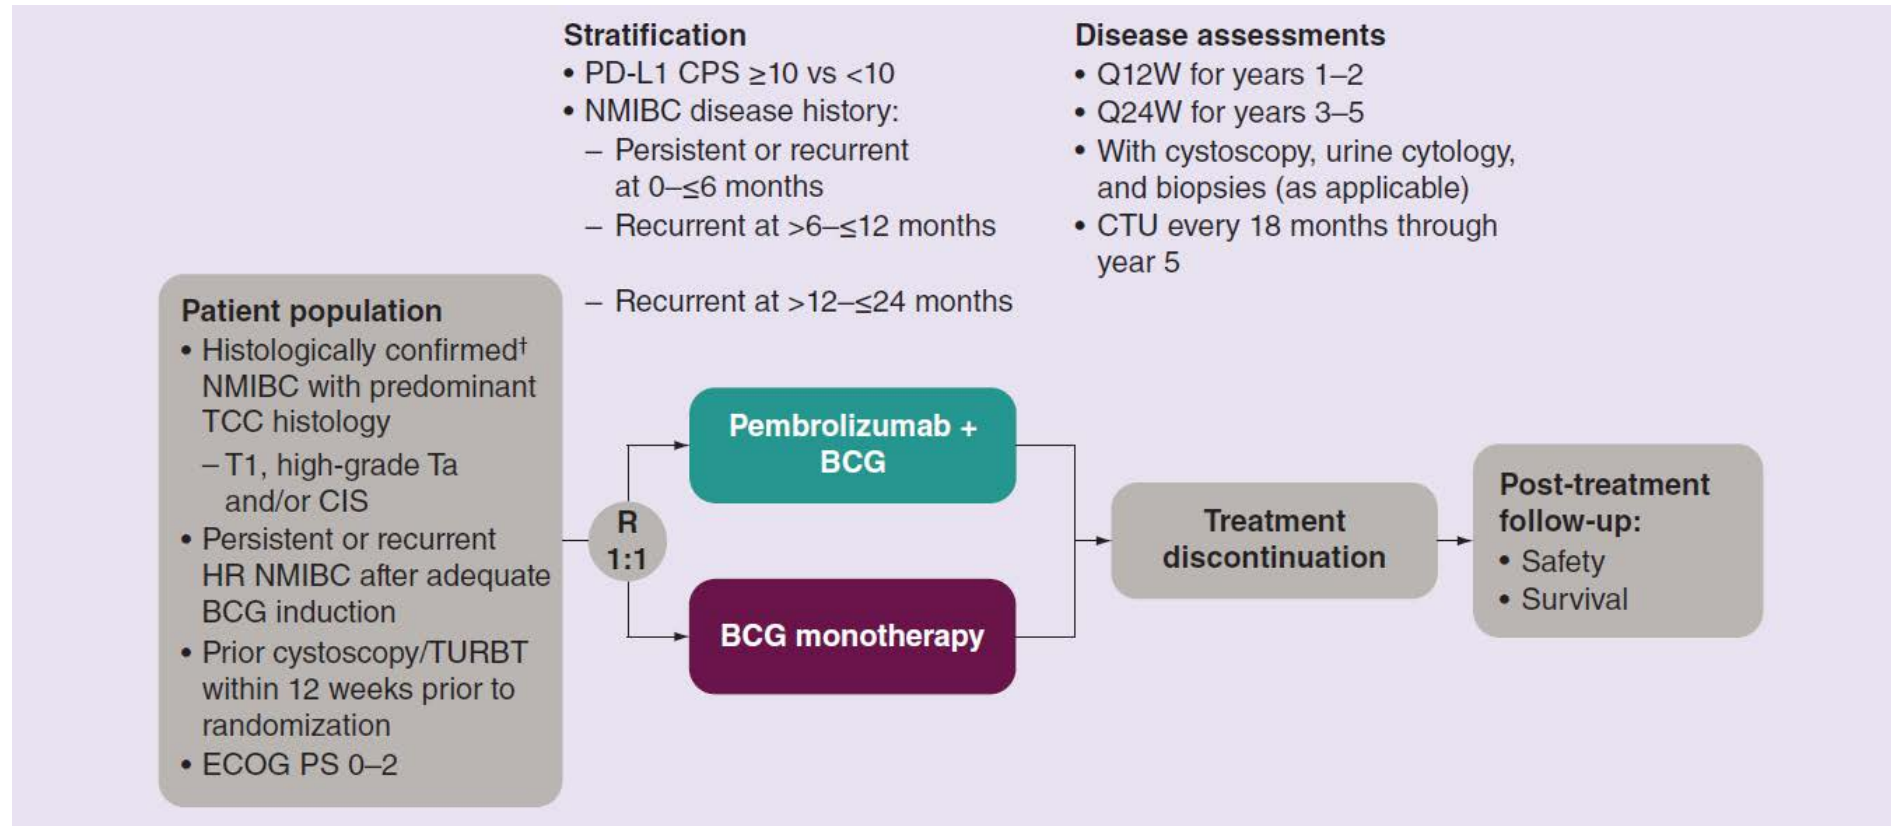 Stratification
• PD-L1 CPS ≥10 vs <10
• NMIBC disease history:
– Persistent or recurrent
at 0–≤6 months
– Recurrent at >6–≤12 months
– Recurrent at >12–≤24 months
Disease assessments
• Q12W for years 1–2
• Q24W for years 3–5
• With cystoscopy, urine cytology,
and biopsies (as applicable)
• CTU every 18 months through
year 5
Patient population
• Histologically confirmed†
NMIBC with predominant
TCC histology
– T1, high-grade Ta
and/or CIS
• Persistent or recurrent
HR NMIBC after adequate
BCG induction
• Prior cystoscopy/TURBT
within 12 weeks prior to
randomization
• ECOG PS 0–2
R
1:1
Pembrolizumab +
BCG
BCG monotherapy
Treatment
discontinuation
Post-treatment
follow-up:
• Safety
• Survival